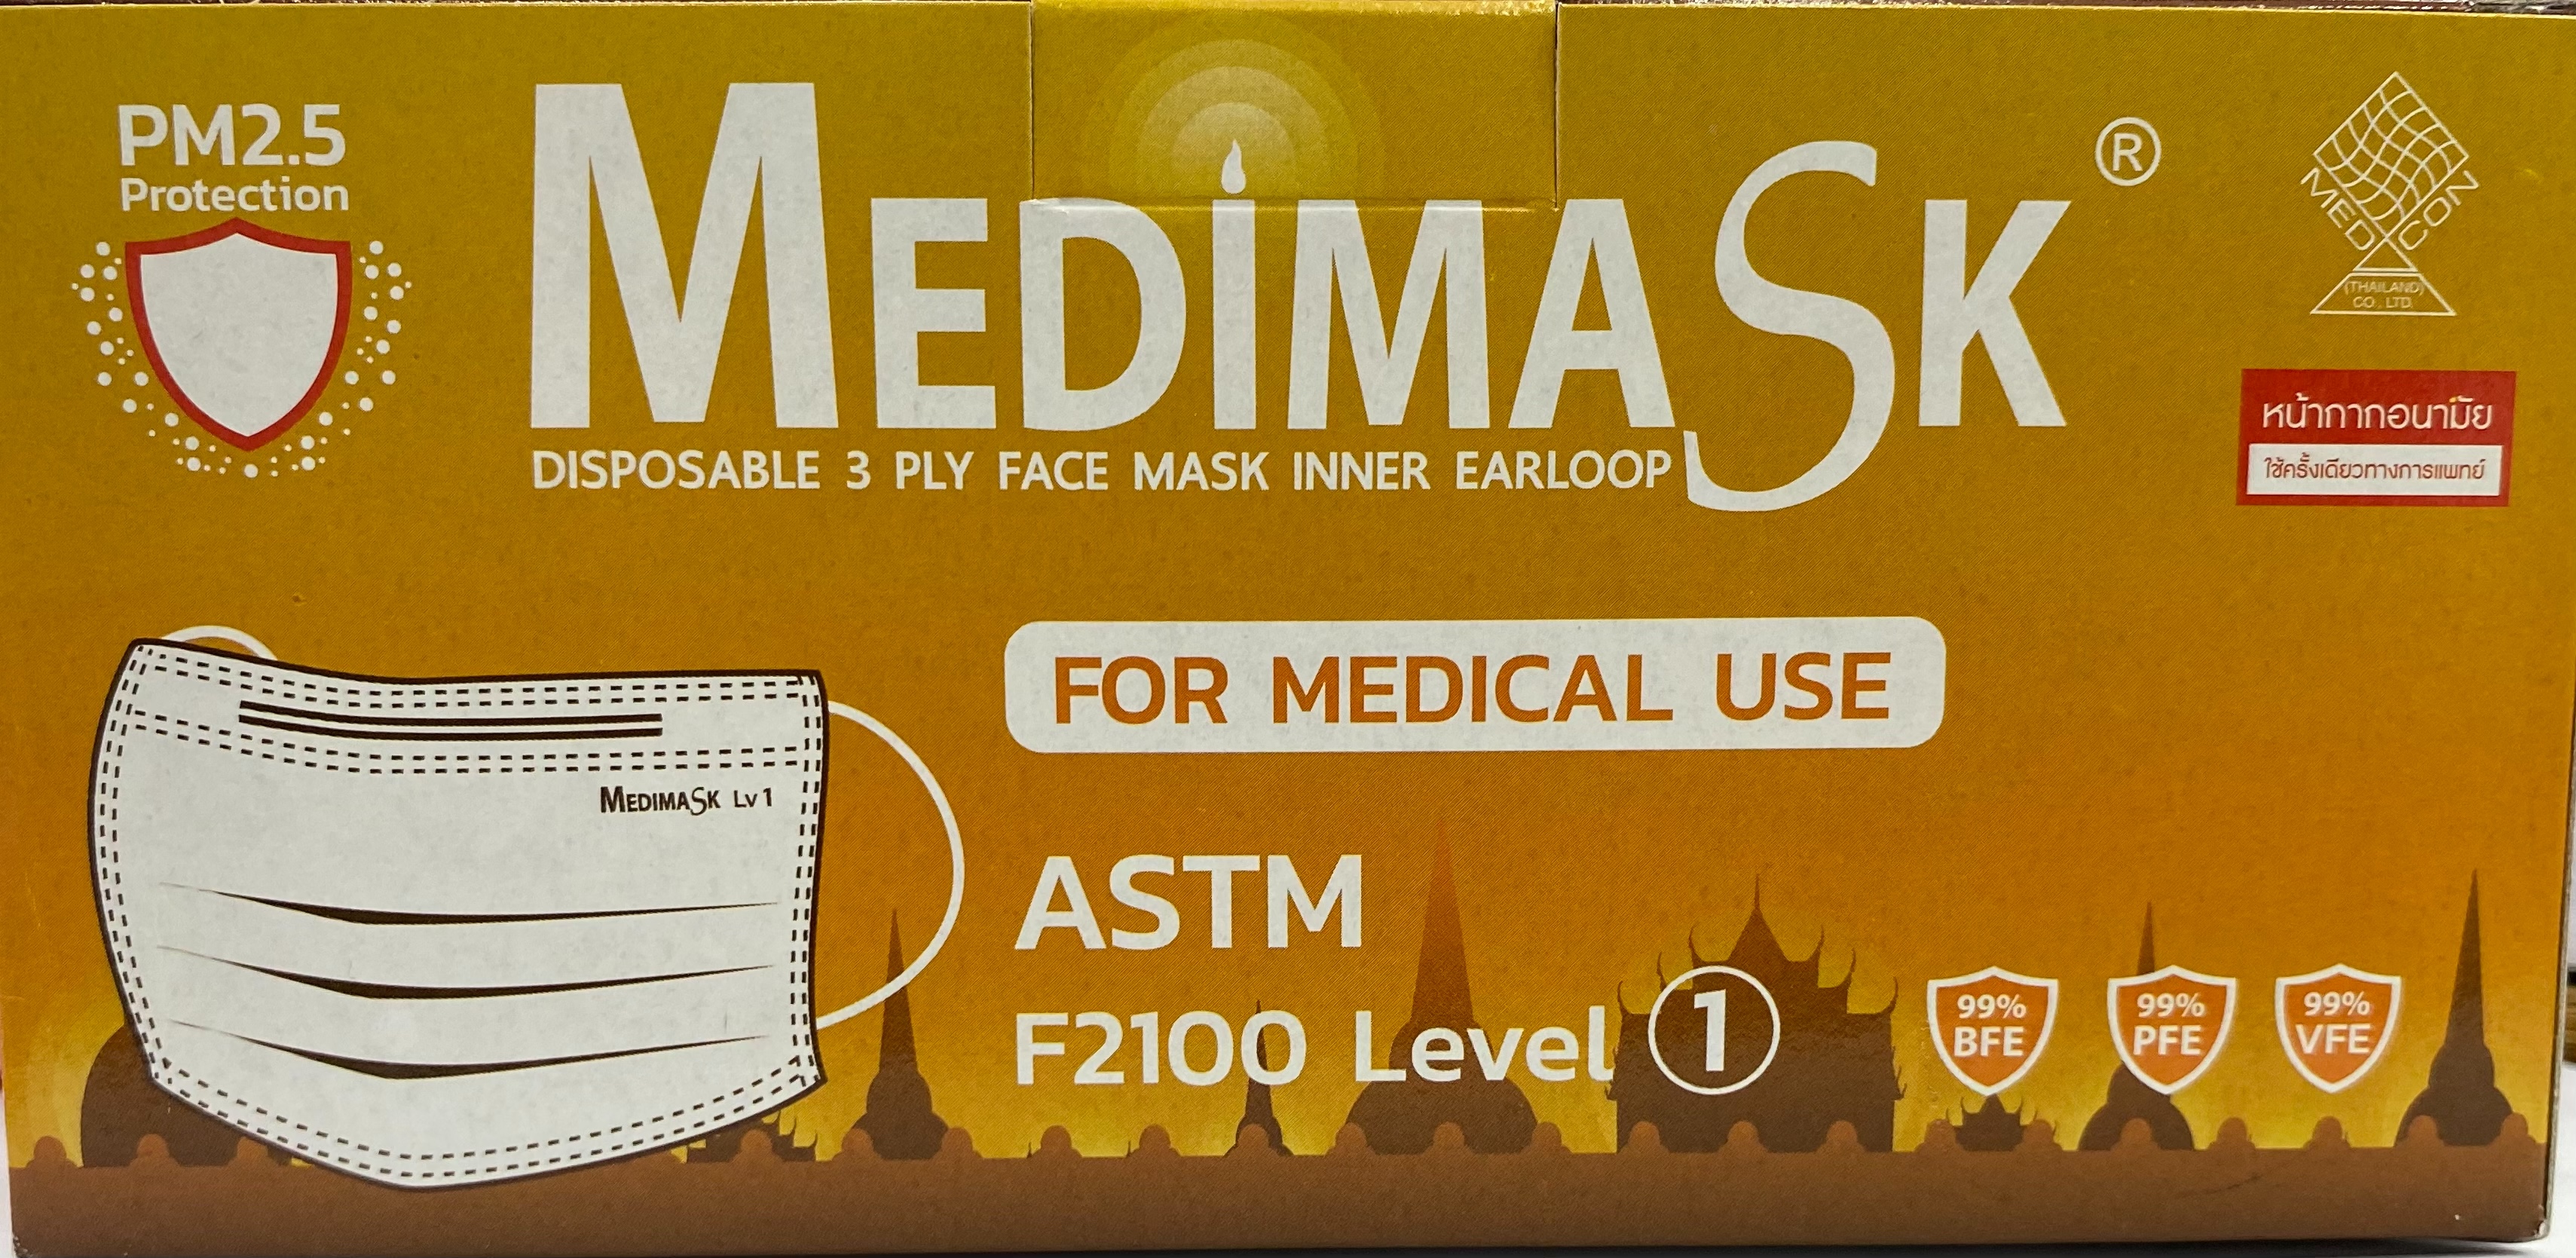 PM2.5
Protection
MEDIMASK®
DISPOSABLE 3 PLY FACE MASK INNER EARLOOP
MEDICON
(THAILAND)
CO., LTD.
หน้ากากอนามัย
ใช้ครั้งเดียวทางการแพทย์
FOR MEDICAL USE
MEDIMASK Lv 1
ASTM
F2100 Level 1
99%
BFE
99%
PFE
99%
VFE